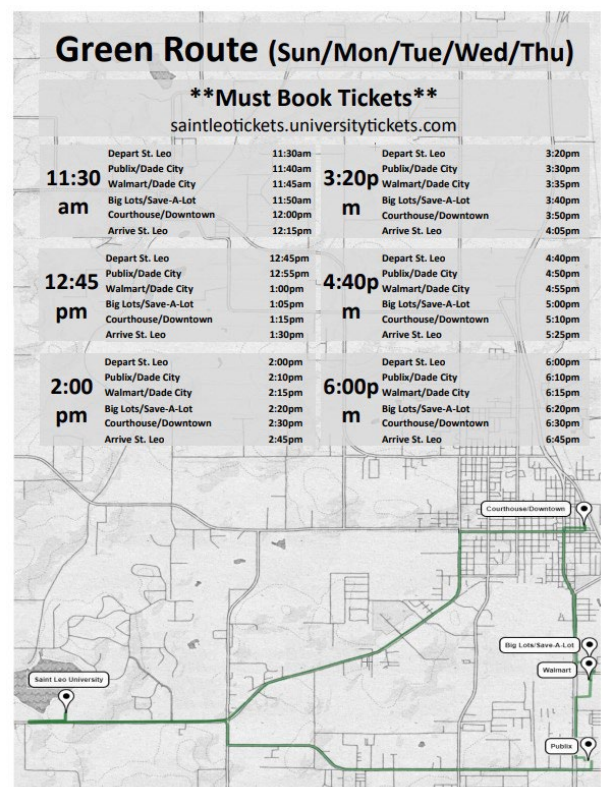 Green Route (Sun/Mon/Tue/Wed/Thu)
**Must Book Tickets**
saintleotickets.universitytickets.com
11:30
am
Depart St. Leo 11:30am
Publix/Dade City 11:40am
Walmart/Dade City 11:45am
Big Lots/Save-A-Lot 11:50am
Courthouse/Downtown 12:00pm
Arrive St. Leo 12:15pm
3:20p
m
Depart St. Leo 3:20pm
Publix/Dade City 3:30pm
Walmart/Dade City 3:35pm
Big Lots/Save-A-Lot 3:40pm
Courthouse/Downtown 3:50pm
Arrive St. Leo 4:05pm
12:45
pm
Depart St. Leo 12:45pm
Publix/Dade City 12:55pm
Walmart/Dade City 1:00pm
Big Lots/Save-A-Lot 1:05pm
Courthouse/Downtown 1:15pm
Arrive St. Leo 1:30pm
4:40p
m
Depart St. Leo 4:40pm
Publix/Dade City 4:50pm
Walmart/Dade City 4:55pm
Big Lots/Save-A-Lot 5:00pm
Courthouse/Downtown 5:10pm
Arrive St. Leo 5:25pm
2:00
pm
Depart St. Leo 2:00pm
Publix/Dade City 2:10pm
Walmart/Dade City 2:15pm
Big Lots/Save-A-Lot 2:20pm
Courthouse/Downtown 2:30pm
Arrive St. Leo 2:45pm
6:00p
m
Depart St. Leo 6:00pm
Publix/Dade City 6:10pm
Walmart/Dade City 6:15pm
Big Lots/Save-A-Lot 6:20pm
Courthouse/Downtown 6:30pm
Arrive St. Leo 6:45pm
Courthouse/Downtown
Big Lots/Save-A-Lot
Walmart
Saint Leo University
Publix